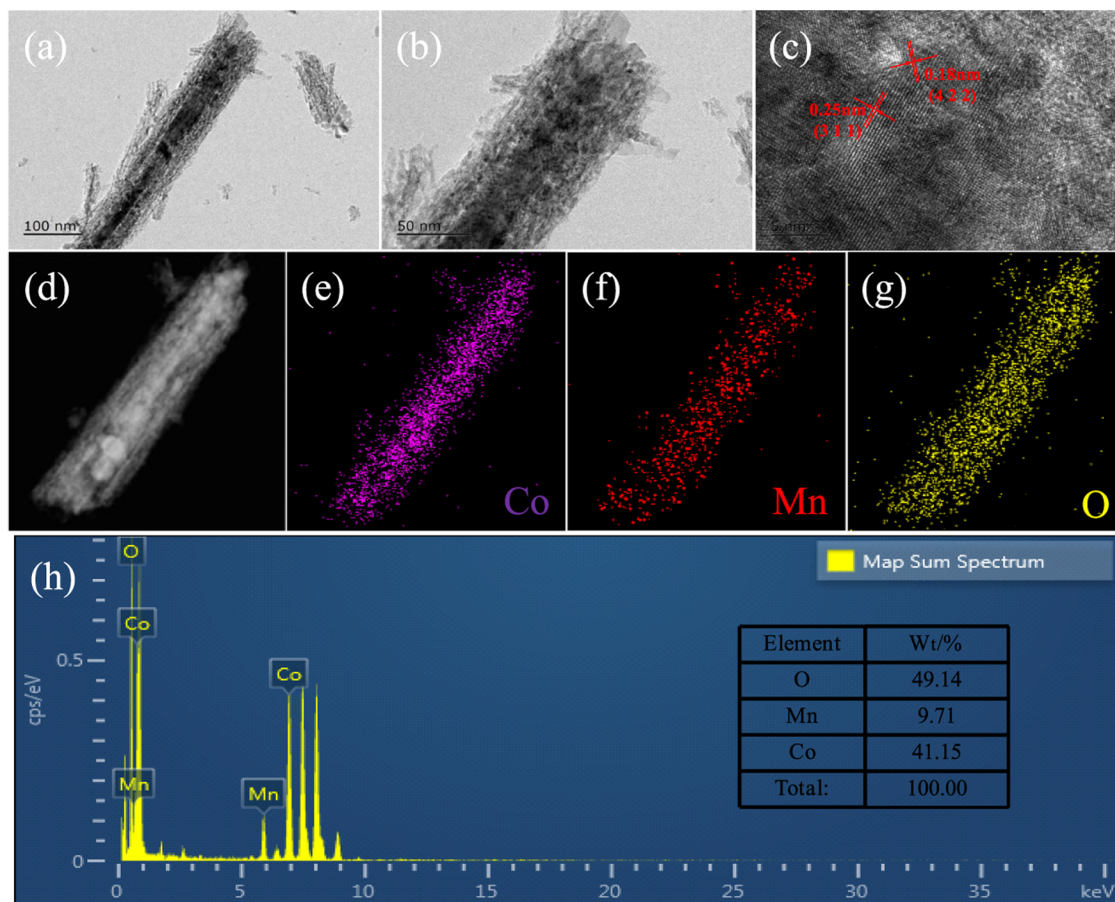 (a)
100 nm
(b)
50 nm
(c)
0.18nm
(4 2 2)
0.25nm
(3 1 1)
5 nm
(d)
(e)
Co
(f)
Mn
(g)
O
(h)
Map Sum Spectrum
O
Co
Mn
Mn
Co
cps/eV
0.5
0
0 5 10 15 20 25 30 35 keV
Element Wt/%
O 49.14
Mn 9.71
Co 41.15
Total: 100.00